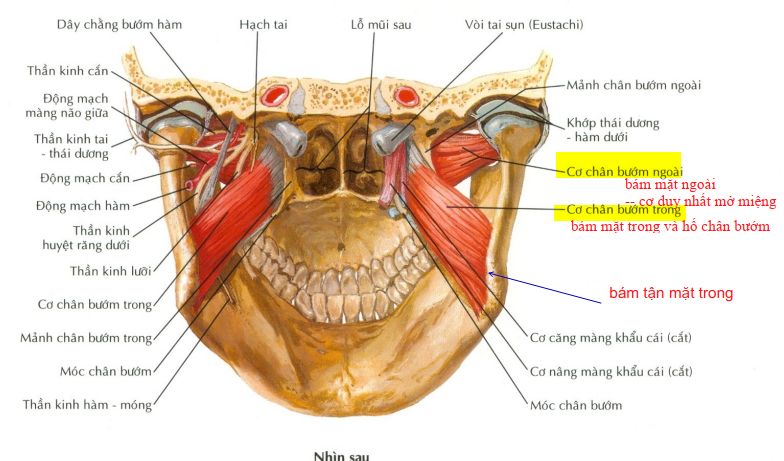 Dây chằng bướm hàm
Hạch tai
Lỗ mũi sau
Vòi tai sụn (Eustachi)
Thần kinh cắn
Động mạch
màng não giữa
Thần kinh tai
- thái dương
Động mạch cắn
Động mạch hàm
Thần kinh
huyệt răng dưới
Thần kinh lưỡi
Cơ chân bướm trong
Mảnh chân bướm trong
Móc chân bướm
Thần kinh hàm - móng
Mảnh chân bướm ngoài
Khớp thái dương
- hàm dưới
Cơ chân bướm ngoài
bám mặt ngoài
-- cơ duy nhất mở miệng
Cơ chân bướm trong
bám mặt trong và hố chân bướm
bám tận mặt trong
Cơ căng màng khẩu cái (cắt)
Cơ nâng màng khẩu cái (cắt)
Móc chân bướm
Nhìn sau